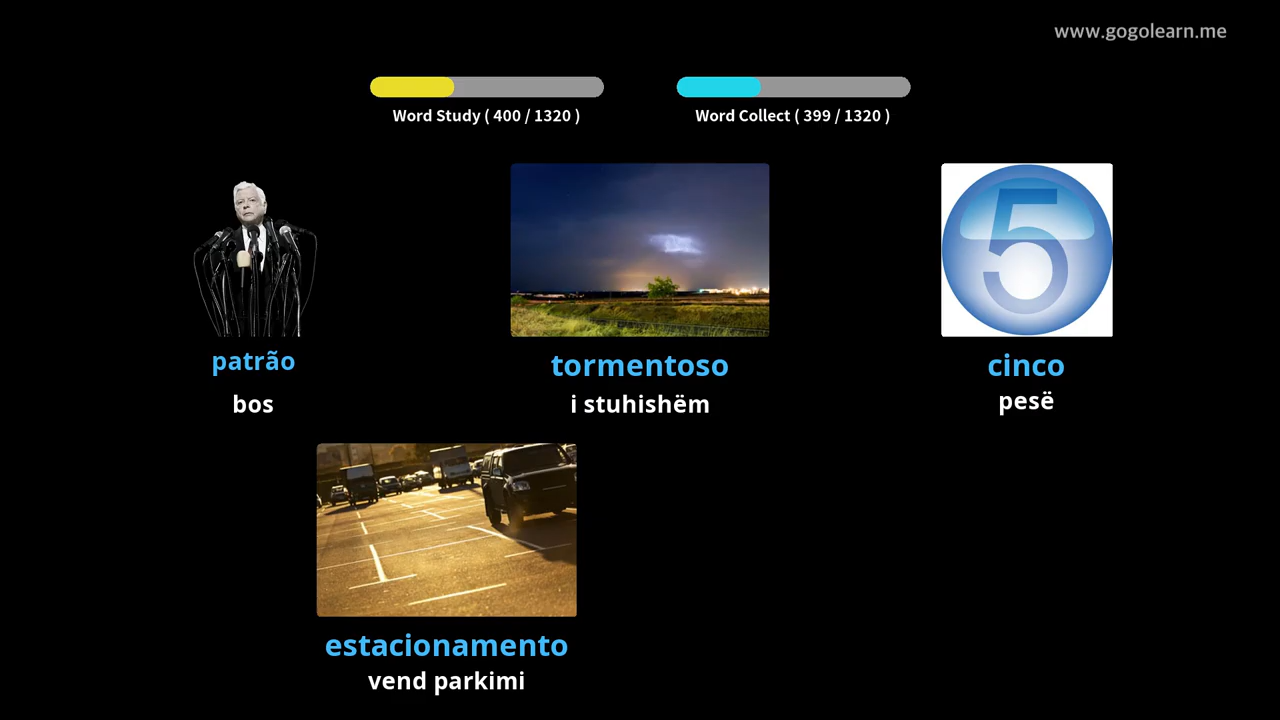 www.gogolearn.me
Word Study ( 400 / 1320 )
Word Collect ( 399 / 1320 )
5
patrão
bos
tormentoso
i stuhishëm
cinco
pesë
estacionamento
vend parkimi